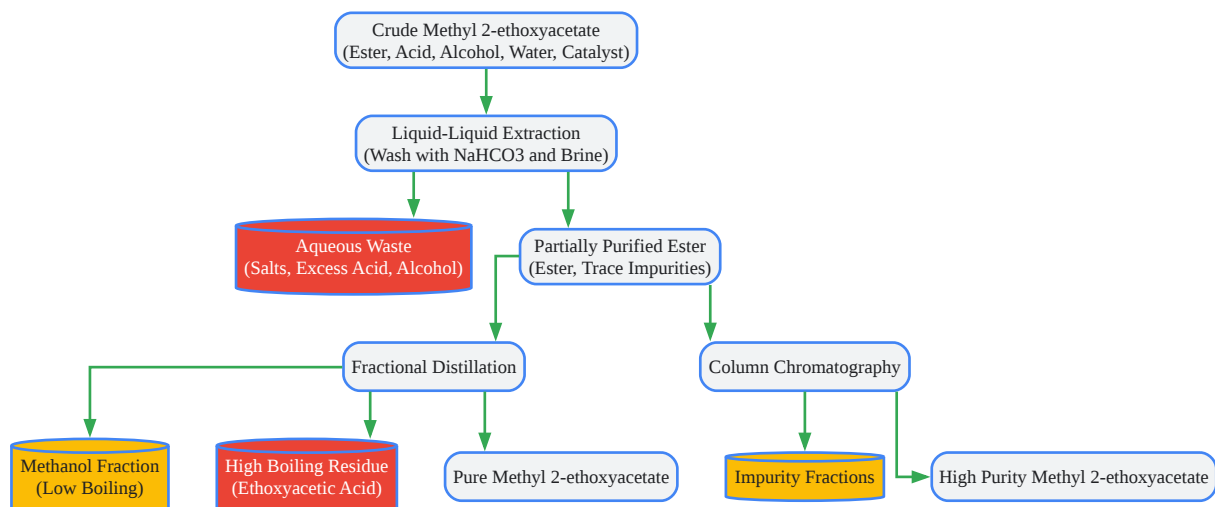 Crude Methyl 2-ethoxyacetate
(Ester, Acid, Alcohol, Water, Catalyst)
Liquid-Liquid Extraction
(Wash with NaHCO3 and Brine)
Aqueous Waste
(Salts, Excess Acid, Alcohol)
Partially Purified Ester
(Ester, Trace Impurities)
Fractional Distillation
Column Chromatography
Methanol Fraction
(Low Boiling)
High Boiling Residue
(Ethoxyacetic Acid)
Pure Methyl 2-ethoxyacetate
Impurity Fractions
High Purity Methyl 2-ethoxyacetate